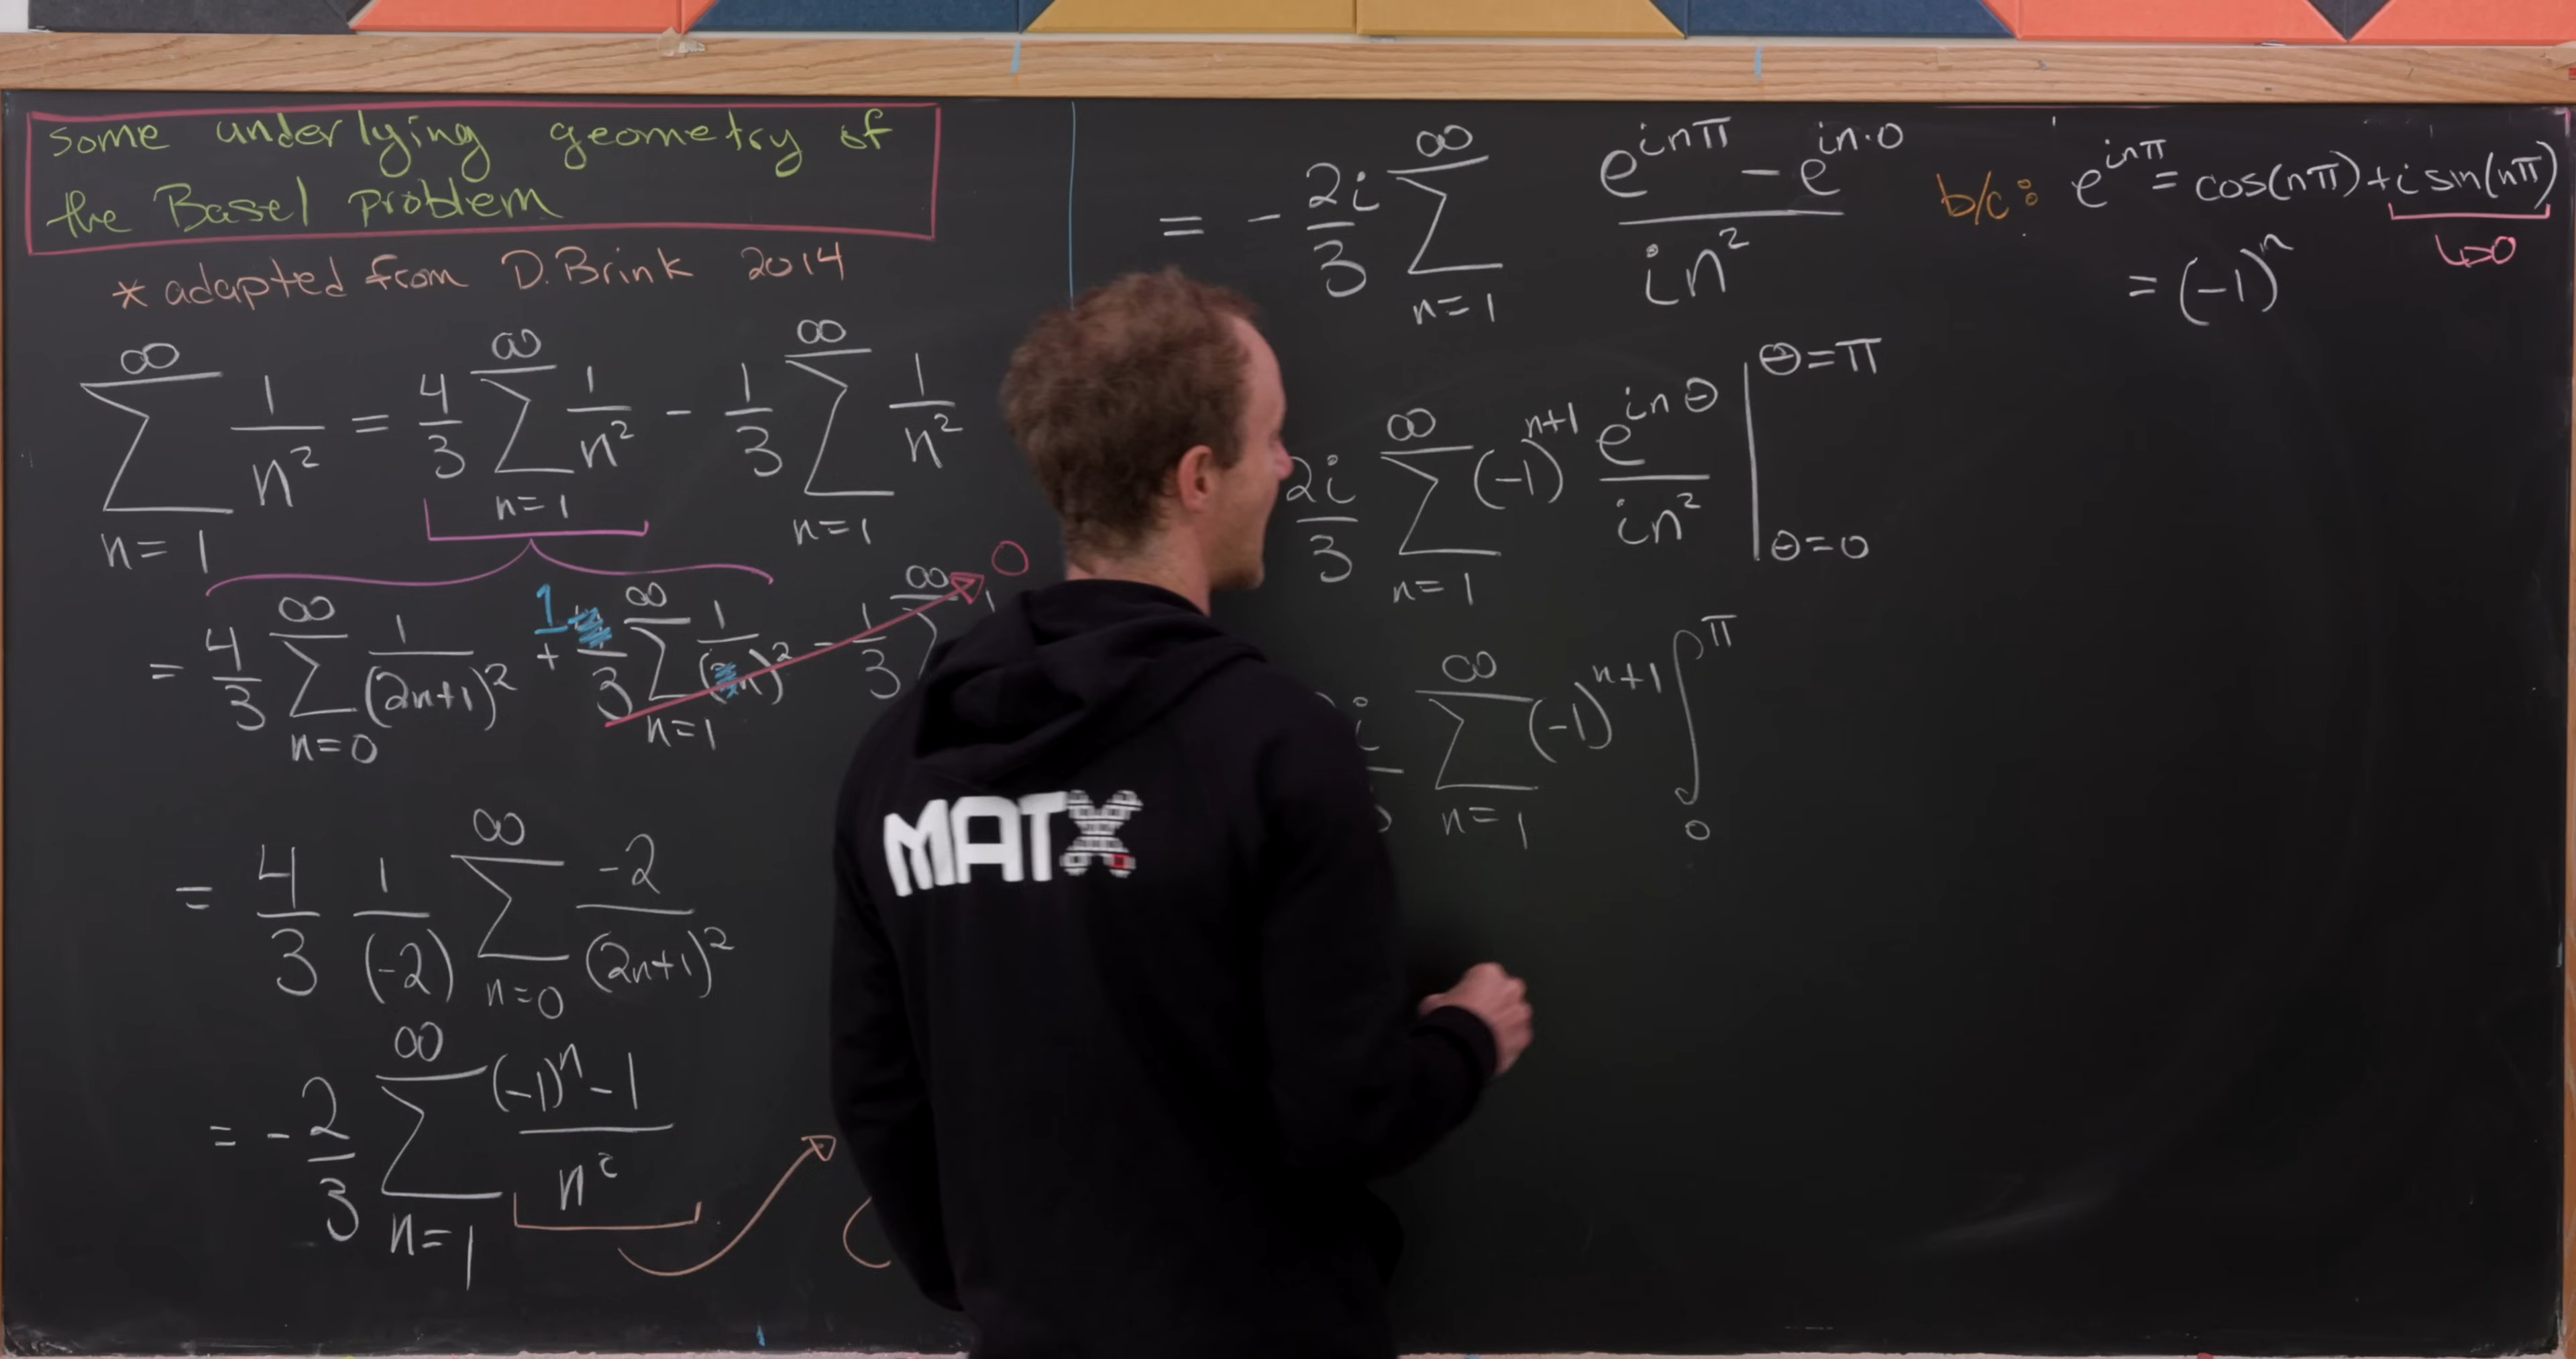 some underlying geometry of
the Basel problem
* adapted from D. Brink 2014
∞ ∑ n=1 1/n² = 4/3 ∞ ∑ n=1 1/n² - 1/3 ∞ ∑ n=1 1/n²
= 4/3 ∞ ∑ n=0 1/(2n+1)² + 1/3 ∞ ∑ n=1 1/(n)² - 1/3 ∞ ∑ 1 → 0
= 4/3 1/(-2) ∞ ∑ n=0 -2/(2n+1)²
= - 2/3 ∞ ∑ n=1 ((-1)ⁿ - 1)/n²
MATX
= - 2i/3 ∞ ∑ n=1 (e^{inπ} - e^{in·0})/(in²)
b/c: e^{inπ} = cos(nπ) + i sin(nπ)
↳0
= (-1)ⁿ
2i/3 ∞ ∑ n=1 (-1)^{n+1} e^{inθ}/(in²) | θ=π θ=0
i ∞ ∑ n=1 (-1)^{n+1} ∫ π 0